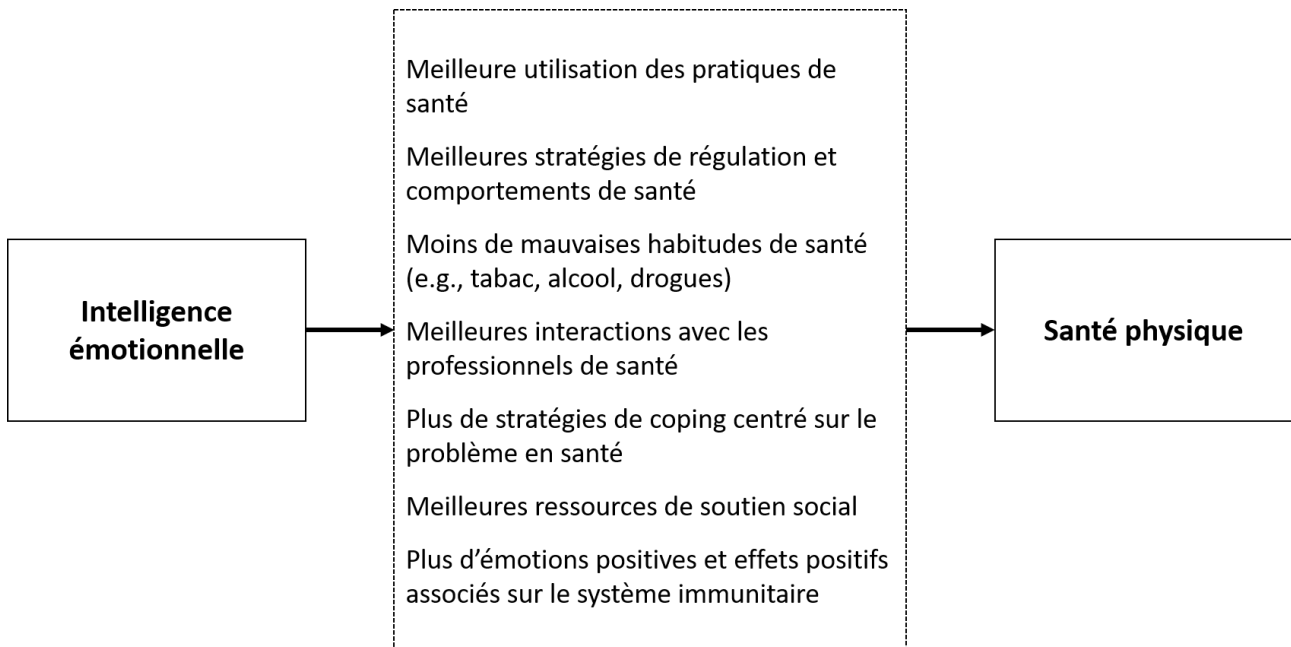 Intelligence
émotionnelle
Meilleure utilisation des pratiques de
santé
Meilleures stratégies de régulation et
comportements de santé
Moins de mauvaises habitudes de santé
(e.g., tabac, alcool, drogues)
Meilleures interactions avec les
professionnels de santé
Plus de stratégies de coping centré sur le
problème en santé
Meilleures ressources de soutien social
Plus d’émotions positives et effets positifs
associés sur le système immunitaire
Santé physique